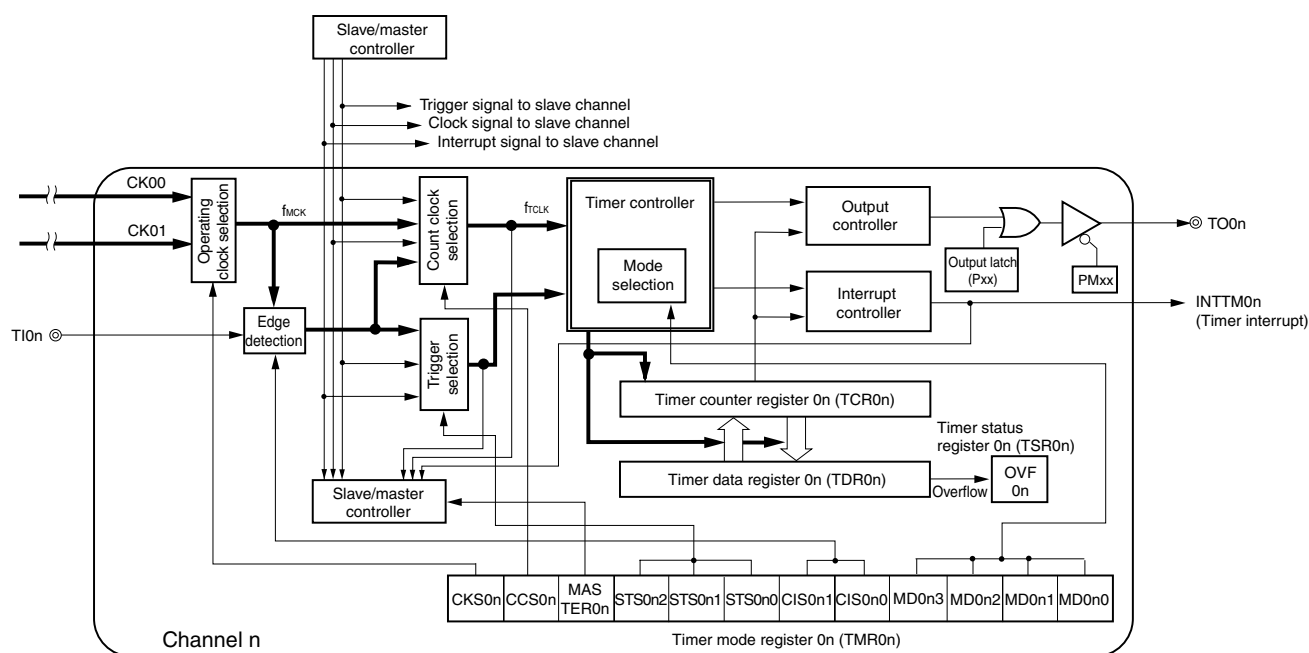 Slave/master
controller
Trigger signal to slave channel
Clock signal to slave channel
Interrupt signal to slave channel
CK00
CK01
Operating
clock selection
fMCK
Count clock
selection
fTCLK
Timer controller
Mode
selection
Output
controller
Output latch
(Pxx)
PMxx
TO0n
Interrupt
controller
INTTM0n
(Timer interrupt)
TI0n
Edge
detection
Trigger
selection
Timer counter register 0n (TCR0n)
Timer status
register 0n (TSR0n)
Timer data register 0n (TDR0n)
Overflow
OVF
0n
Slave/master
controller
CKS0n
CCS0n
MAS
TER0n
STS0n2
STS0n1
STS0n0
CIS0n1
CIS0n0
MD0n3
MD0n2
MD0n1
MD0n0
Channel n
Timer mode register 0n (TMR0n)